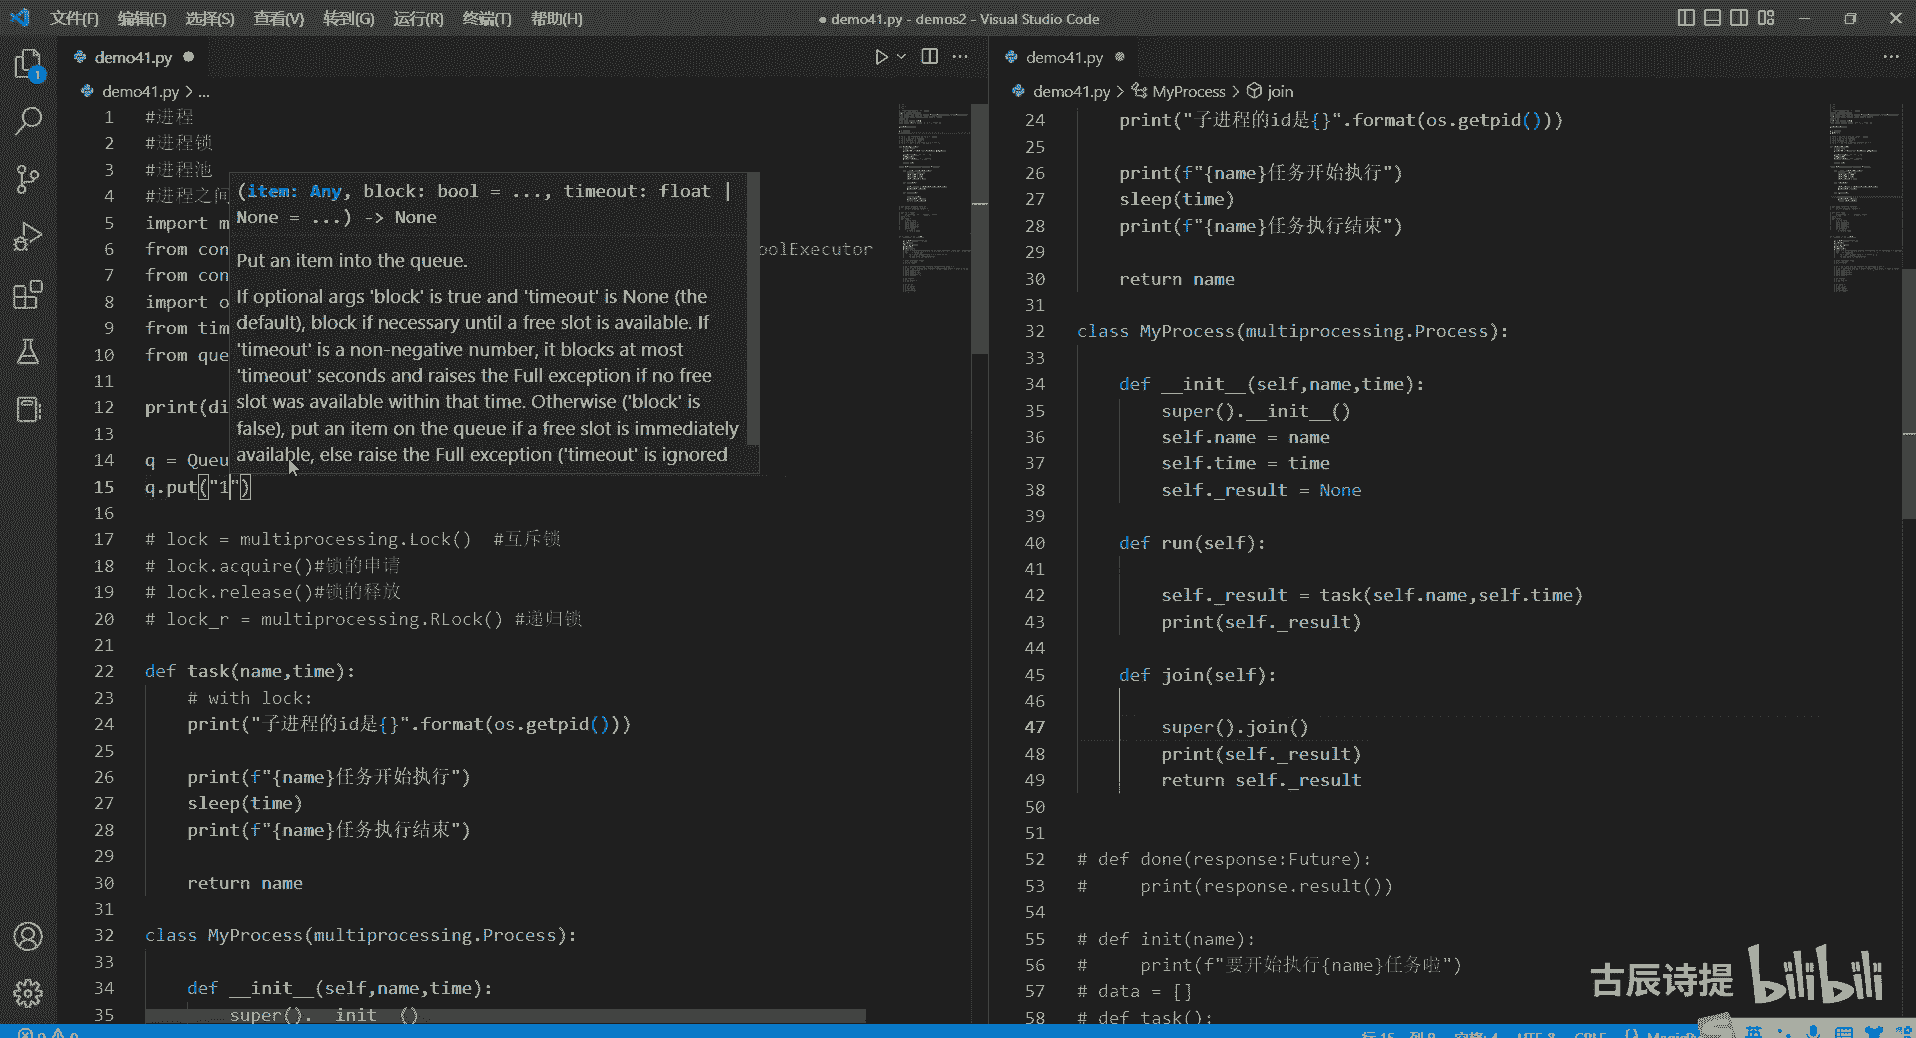 文件(F) 编辑(E) 选择(S) 查看(V) 转到(G) 运行(R) 终端(T) 帮助(H)
● demo41.py - demos2 - Visual Studio Code
demo41.py
demo41.py > ...
1 #进程
2 #进程锁
3 #进程池
4 #进程之间
5 import m
6 from con oolExecutor
7 from con
8 import o
9 from tim
10 from que
11
12 print(di
13
14 q = Queu
15 q.put("1")
16
17 # lock = multiprocessing.Lock() #互斥锁
18 # lock.acquire()#锁的申请
19 # lock.release()#锁的释放
20 # lock_r = multiprocessing.RLock() #递归锁
21
22 def task(name,time):
23 # with lock:
24 print("子进程的id是{}".format(os.getpid()))
25
26 print(f"{name}任务开始执行")
27 sleep(time)
28 print(f"{name}任务执行结束")
29
30 return name
31
32 class MyProcess(multiprocessing.Process):
33
34 def __init__(self,name,time):
35 super().__init__()
(item: Any, block: bool = ..., timeout: float |
None = ...) -> None
Put an item into the queue.
If optional args 'block' is true and 'timeout' is None (the
default), block if necessary until a free slot is available. If
'timeout' is a non-negative number, it blocks at most
'timeout' seconds and raises the Full exception if no free
slot was available within that time. Otherwise ('block' is
false), put an item on the queue if a free slot is immediately
available, else raise the Full exception ('timeout' is ignored
demo41.py
demo41.py > MyProcess > join
24 print("子进程的id是{}".format(os.getpid()))
25
26 print(f"{name}任务开始执行")
27 sleep(time)
28 print(f"{name}任务执行结束")
29
30 return name
31
32 class MyProcess(multiprocessing.Process):
33
34 def __init__(self,name,time):
35 super().__init__()
36 self.name = name
37 self.time = time
38 self._result = None
39
40 def run(self):
41
42 self._result = task(self.name,self.time)
43 print(self._result)
44
45 def join(self):
46
47 super().join()
48 print(self._result)
49 return self._result
50
51
52 # def done(response:Future):
53 # print(response.result())
54
55 # def init(name):
56 # print(f"要开始执行{name}任务啦")
57 # data = []
58 # def task():
1
古辰诗提 bilibili
英